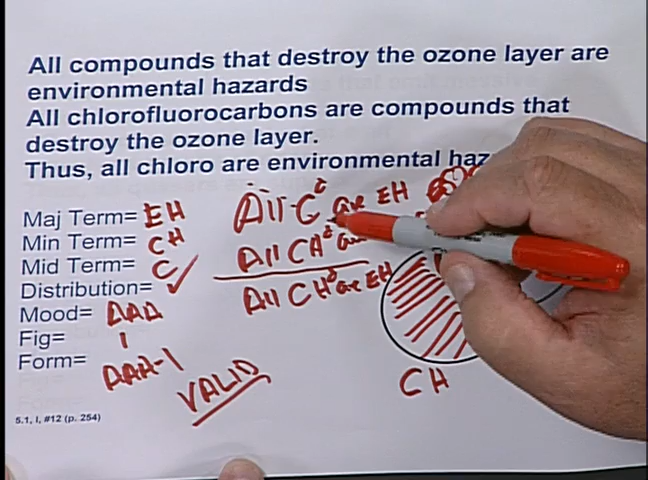 All compounds that destroy the ozone layer are
environmental hazards
All chlorofluorocarbons are compounds that
destroy the ozone layer.
Thus, all chloro are environmental haz
Maj Term= EH
Min Term= CH
Mid Term= C
Distribution= ✓
Mood= AAA
Fig= 1
Form= AAA-1
VALID
All C are EH
All CH
All CH are EH
CH
5.1, I, #12 (p. 254)